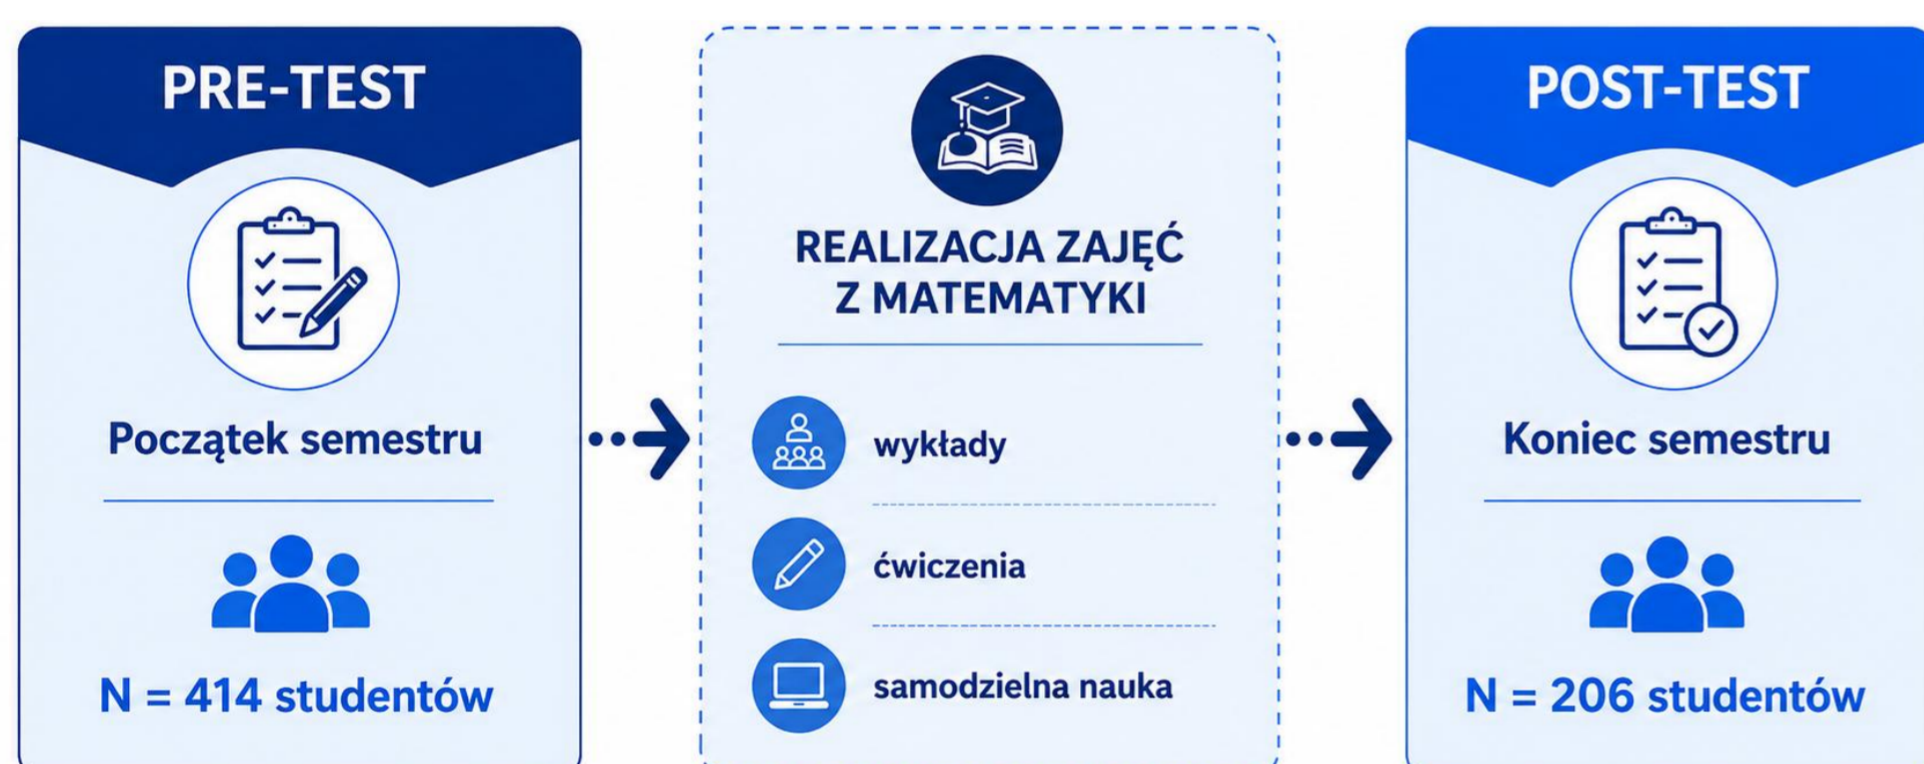 PRE-TEST
Początek semestru
N = 414 studentów
REALIZACJA ZAJĘĆ
Z MATEMATYKI
wykłady
ćwiczenia
samodzielna nauka
POST-TEST
Koniec semestru
N = 206 studentów